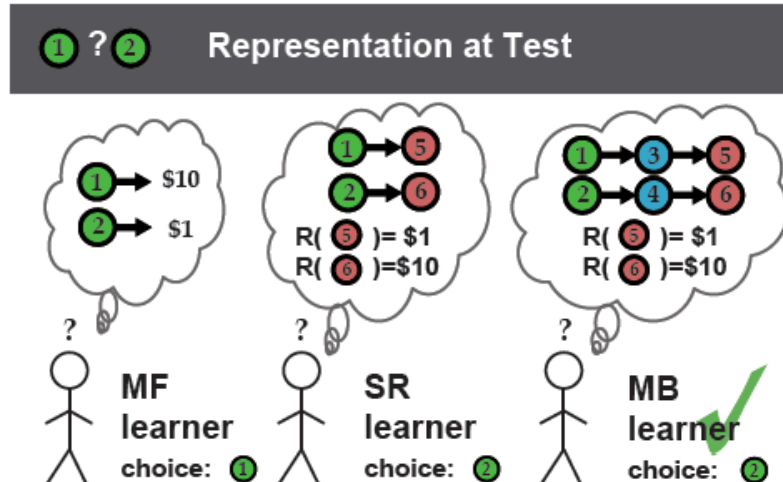 1 ? 2 Representation at Test
1 $10
2 $1
1 5
2 6
R( 5 )= $1
R( 6 )=$10
1 3 5
2 4 6
R( 5 )= $1
R( 6 )=$10
?
MF
learner
choice: 1
?
SR
learner
choice: 2
?
MB
learner
choice: 2